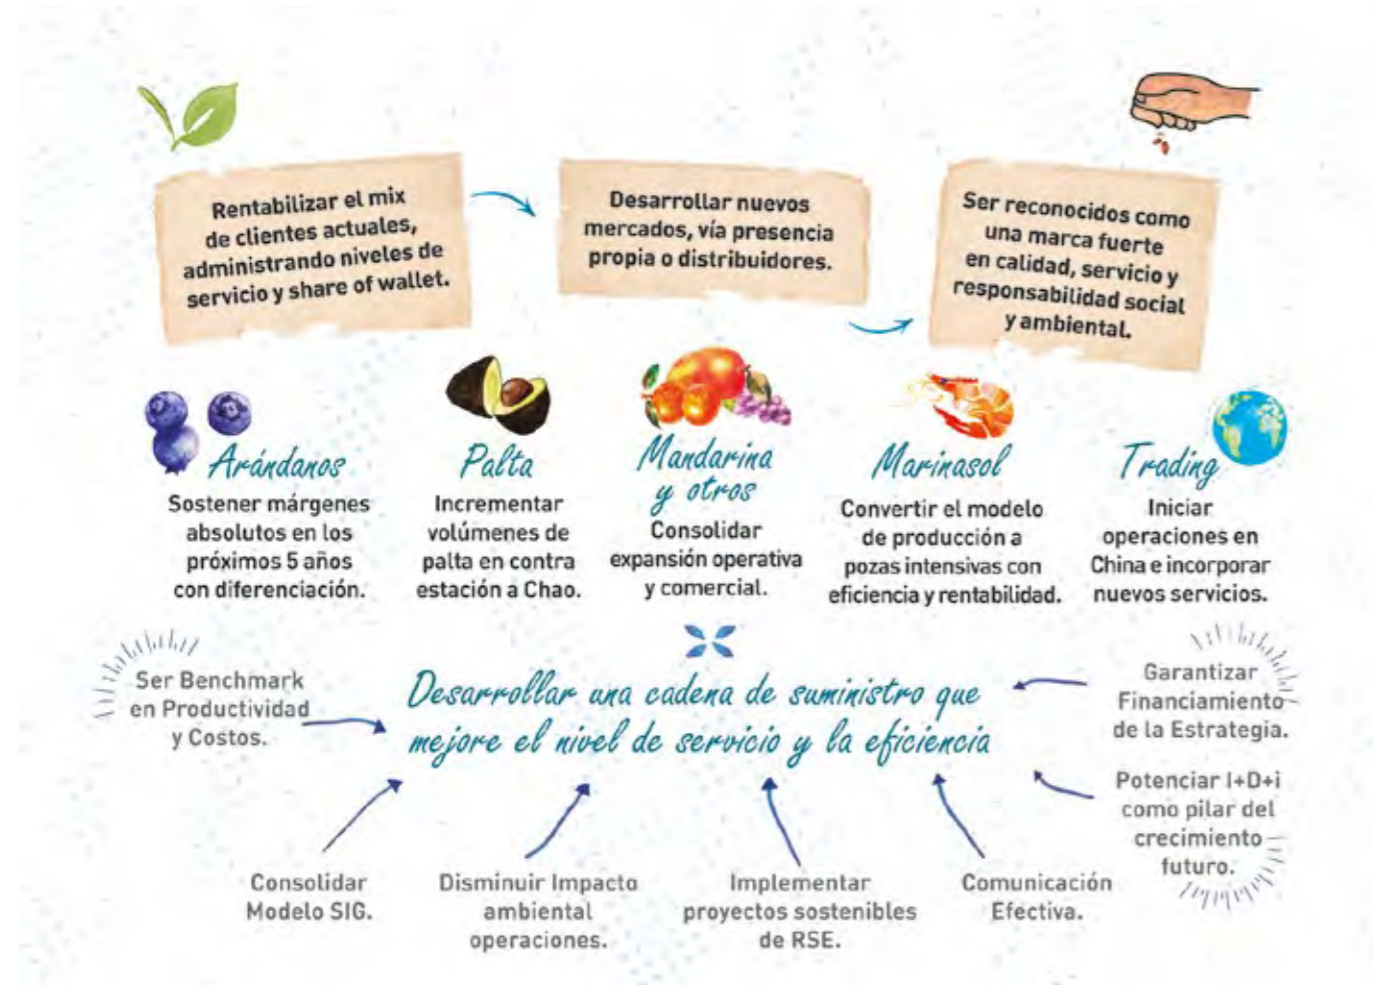 Rentabilizar el mix
de clientes actuales,
administrando niveles de
servicio y share of wallet.
Desarrollar nuevos
mercados, vía presencia
propia o distribuidores.
Ser reconocidos como
una marca fuerte
en calidad, servicio y
responsabilidad social
y ambiental.
Arándanos
Sostener márgenes
absolutos en los
próximos 5 años
con diferenciación.
Palta
Incrementar
volúmenes de
palta en contra
estación a Chao.
Mandarina
y otros
Consolidar
expansión operativa
y comercial.
Marinasol
Convertir el modelo
de producción a
pozas intensivas con
eficiencia y rentabilidad.
Trading
Iniciar
operaciones en
China e incorporar
nuevos servicios.
Ser Benchmark
en Productividad
y Costos.
Desarrollar una cadena de suministro que
mejore el nivel de servicio y la eficiencia
Garantizar
Financiamiento
de la Estrategia.
Potenciar I+D+i
como pilar del
crecimiento
futuro.
Consolidar
Modelo SIG.
Disminuir Impacto
ambiental
operaciones.
Implementar
proyectos sostenibles
de RSE.
Comunicación
Efectiva.